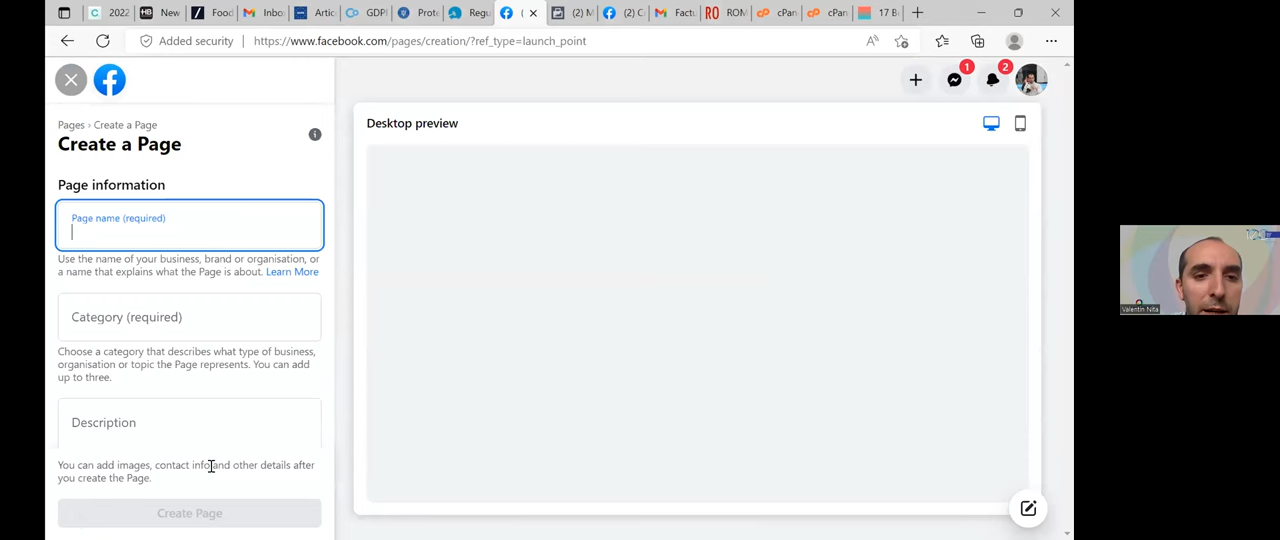 2022
New
Food
Inbo
Artic
GDPI
Prote
Regu
(
(2) M
(2) C
Factu
RO
ROM
cPan
cPan
17 B
Added security
https://www.facebook.com/pages/creation/?ref_type=launch_point
1
2
Pages › Create a Page
Create a Page
Page information
Page name (required)
Use the name of your business, brand or organisation, or
a name that explains what the Page is about. Learn More
Category (required)
Choose a category that describes what type of business,
organisation or topic the Page represents. You can add
up to three.
Description
You can add images, contact info and other details after
you create the Page.
Create Page
Desktop preview
Valentin Nita